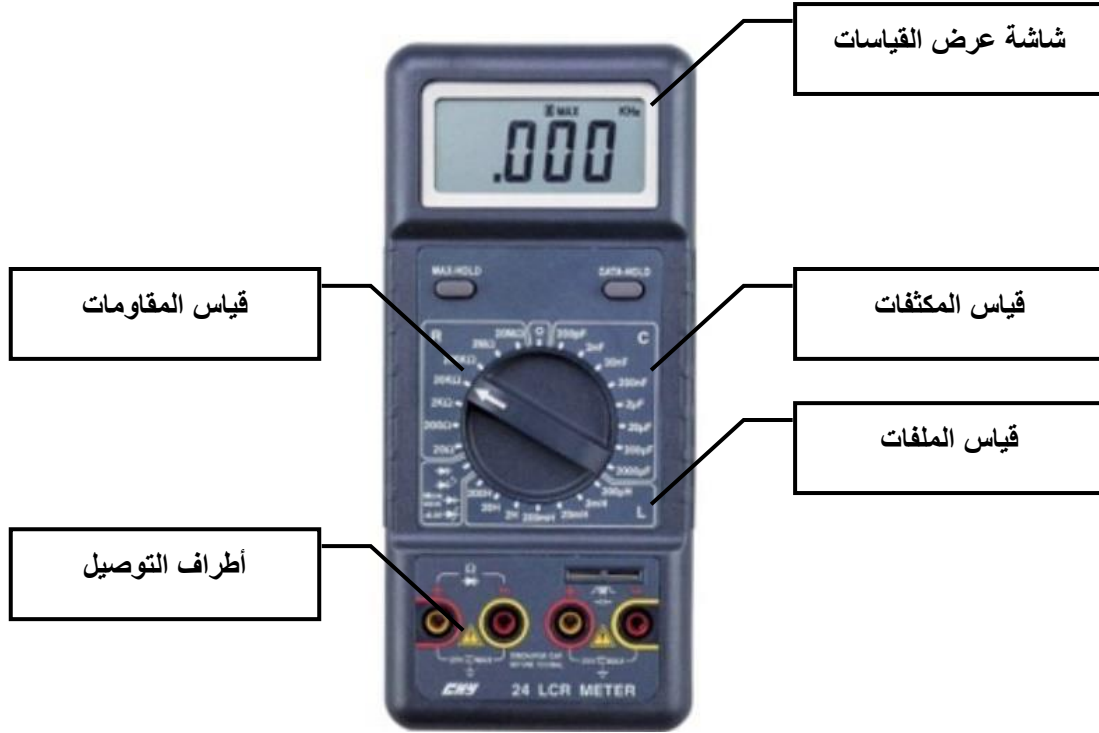 شاشة عرض القياسات
MAX KHz
.000
MAX-HOLD
DATA-HOLD
قياس المقاومات
قياس المكثفات
R
C
20MΩ
2MΩ
20KΩ
2KΩ
200Ω
20Ω
200pF
2nF
20nF
200nF
2µF
20µF
200µF
2000µF
قياس الملفات
200µH
2mH
20mH
200mH
2H
20H
200H
L
أطراف التوصيل
Ω
CHY 24 LCR METER